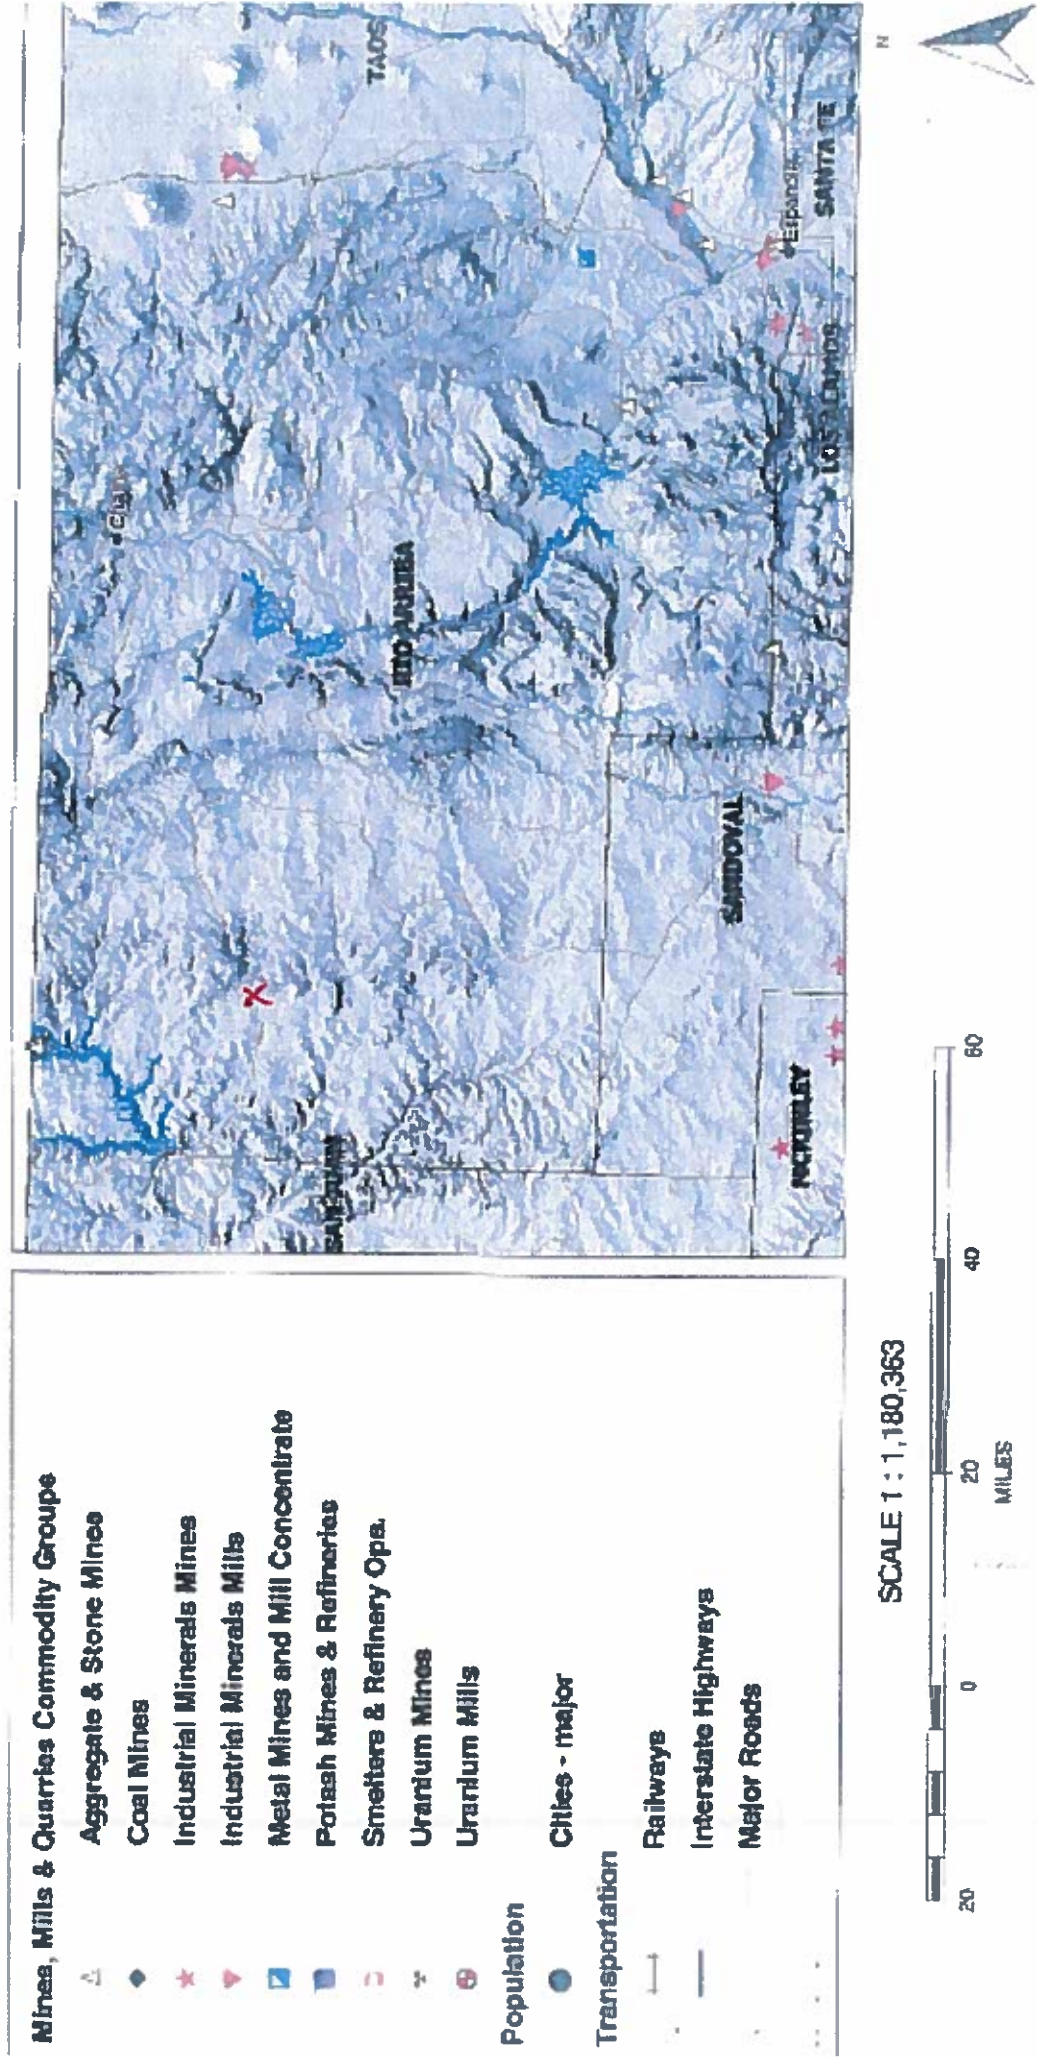 Mines, Mills & Quarries Commodity Groups
Aggregate & Stone Mines
Coal Mines
Industrial Minerals Mines
Industrial Minerals Mills
Metal Mines and Mill Concentrate
Potash Mines & Refineries
Smelters & Refinery Ops.
Uranium Mines
Uranium Mills
Population
Cities - major
Transportation
Railways
Interstate Highways
Major Roads
TAOS
RIO ARRIBA
SAN JUAN
SANDOVAL
MCKINLEY
LOS ALAMOS
Espanola
SANTA FE
N
SCALE 1 : 1,180,363
20 0 20 40 60
MILES